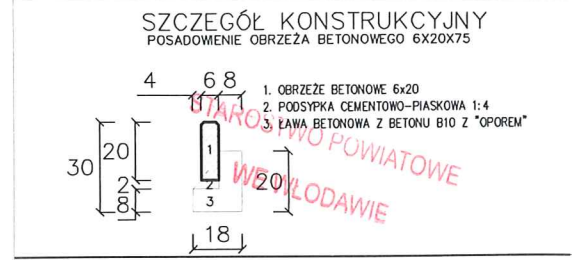 SZCZEGÓŁ KONSTRUKCYJNY
POSADOWIENIE OBRZEŻA BETONOWEGO 6X20X75
4 6 8
1. OBRZEŻE BETONOWE 6x20
2. PODSYPKA CEMENTOWO-PIASKOWA 1:4
3. ŁAWA BETONOWA Z BETONU B10 Z "OPOREM"
STAROSTWO POWIATOWE
WE WŁODAWIE
30
20
2
8
1
2
3
20
18